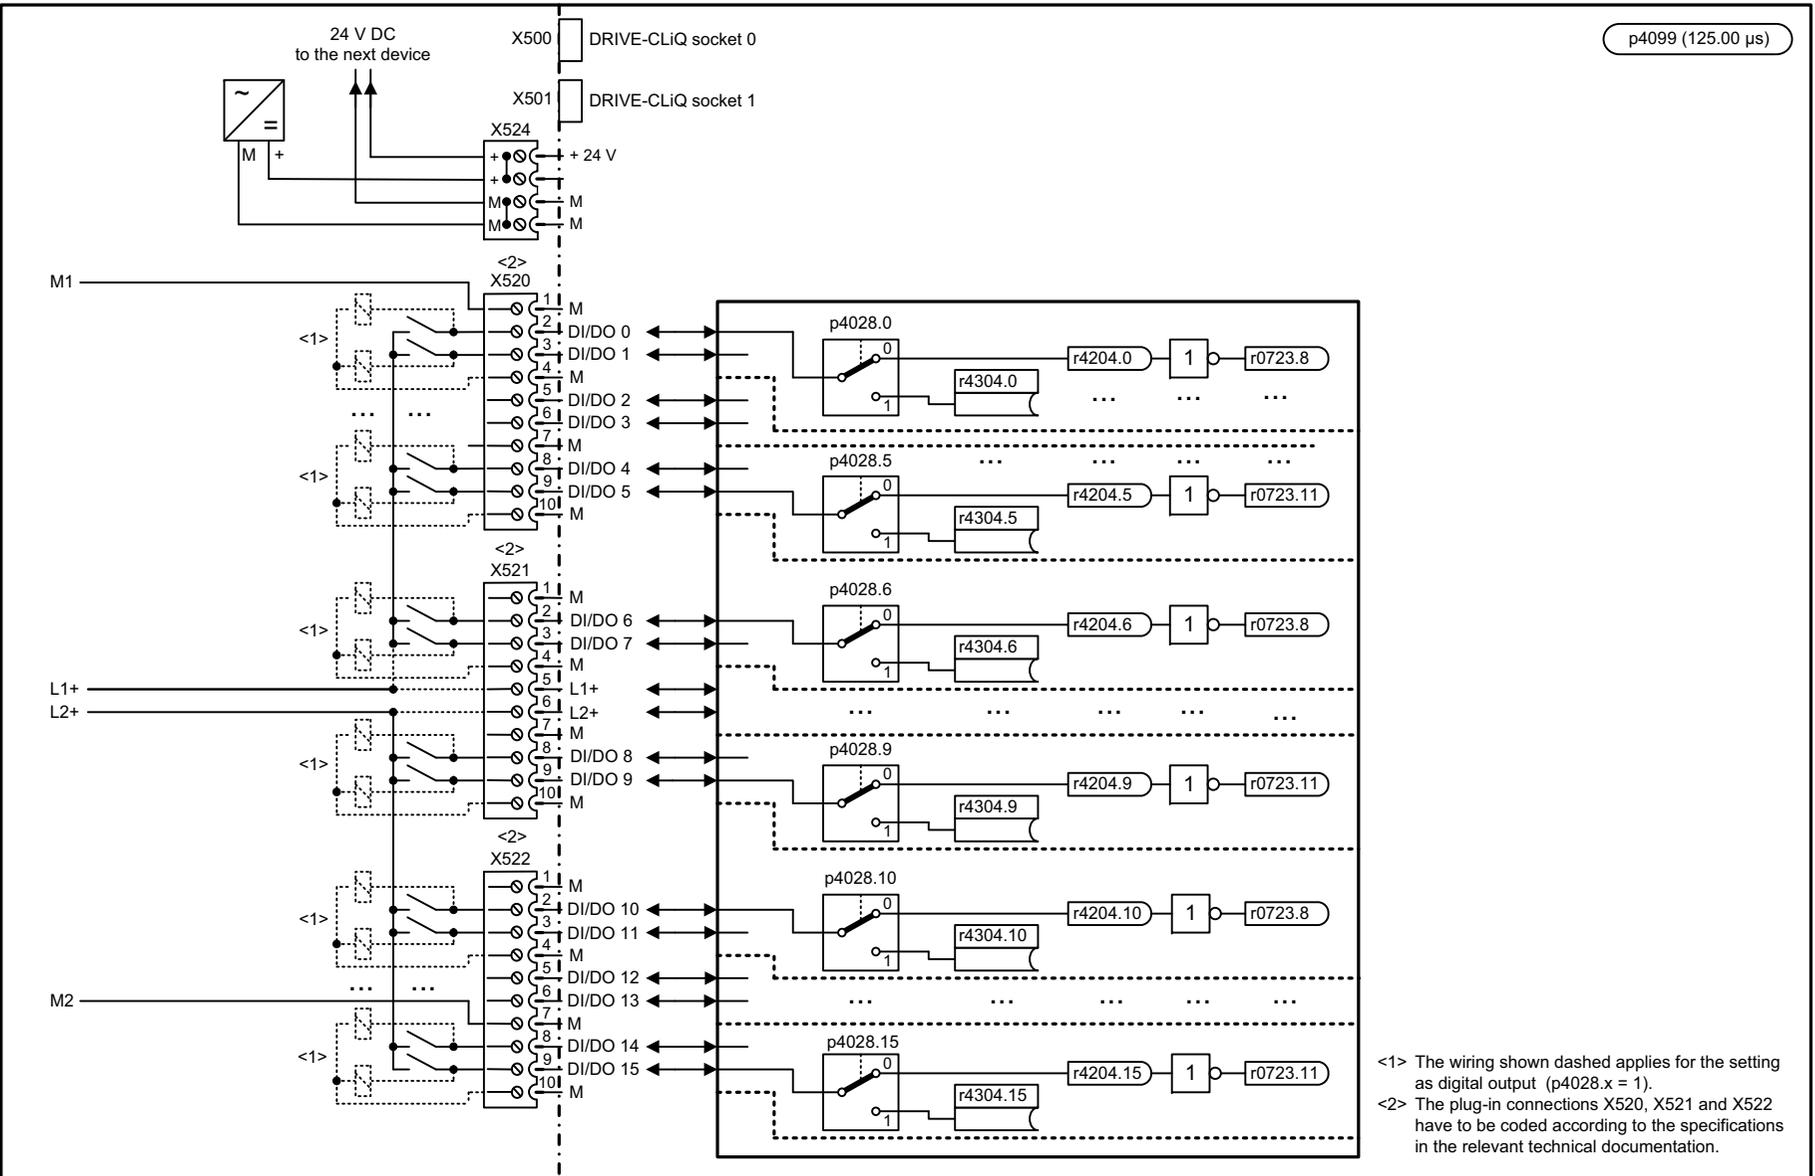 24 V DC
to the next device
X500
DRIVE-CLiQ socket 0
p4099 (125.00 µs)
X501
DRIVE-CLiQ socket 1
~
=
M +
X524
+ + 24 V
+
M M
M M
<2>
X520
M1
1 M
2 DI/DO 0
3 DI/DO 1
4 M
5 DI/DO 2
6 DI/DO 3
7 M
8 DI/DO 4
9 DI/DO 5
10 M
<1>
... ...
<1>
p4028.0
0
1
r4304.0
r4204.0
1
r0723.8
... ... ...
... ... ... ...
p4028.5
0
1
r4304.5
r4204.5
1
r0723.11
<2>
X521
1 M
2 DI/DO 6
3 DI/DO 7
4 M
5 L1+
6 L2+
7 M
8 DI/DO 8
9 DI/DO 9
10 M
<1>
L1+
L2+
<1>
p4028.6
0
1
r4304.6
r4204.6
1
r0723.8
... ... ... ... ...
p4028.9
0
1
r4304.9
r4204.9
1
r0723.11
<2>
X522
1 M
2 DI/DO 10
3 DI/DO 11
4 M
5 DI/DO 12
6 DI/DO 13
7 M
8 DI/DO 14
9 DI/DO 15
10 M
<1>
... ...
M2
<1>
p4028.10
0
1
r4304.10
r4204.10
1
r0723.8
... ... ... ... ...
p4028.15
0
1
r4304.15
r4204.15
1
r0723.11
<1> The wiring shown dashed applies for the setting
as digital output (p4028.x = 1).
<2> The plug-in connections X520, X521 and X522
have to be coded according to the specifications
in the relevant technical documentation.